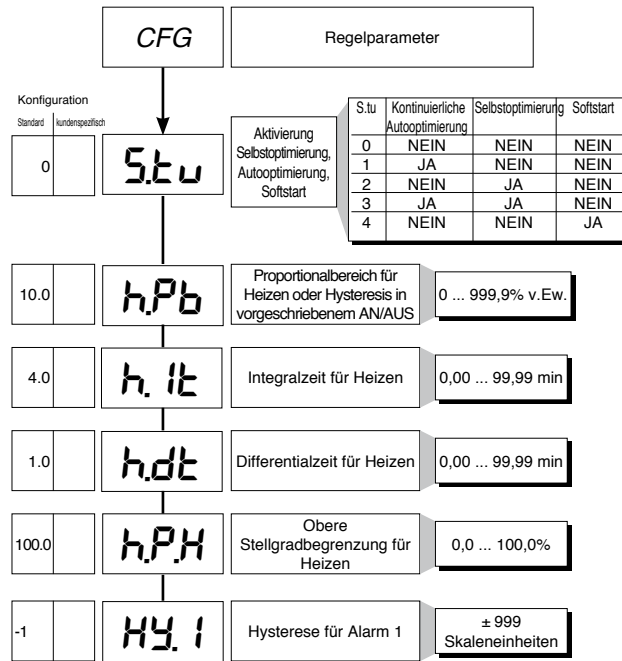 CFG
Regelparameter
Konfiguration
Standard kundenspezifisch
0
S.tu
Aktivierung
Selbstoptimierung,
Autooptimierung,
Softstart
S.tu Kontinuierliche Selbstoptimierung Softstart
Autooptimierung
0 NEIN NEIN NEIN
1 JA NEIN NEIN
2 NEIN JA NEIN
3 JA JA NEIN
4 NEIN NEIN JA
10.0
h.Pb
Proportionalbereich für
Heizen oder Hysteresis in
vorgeschriebenem AN/AUS
0 ... 999,9% v.Ew.
4.0
h.It
Integralzeit für Heizen
0,00 ... 99,99 min
1.0
h.dt
Differentialzeit für Heizen
0,00 ... 99,99 min
100.0
h.P.H
Obere
Stellgradbegrenzung für
Heizen
0,0 ... 100,0%
-1
HY.1
Hysterese für Alarm 1
± 999
Skaleneinheiten